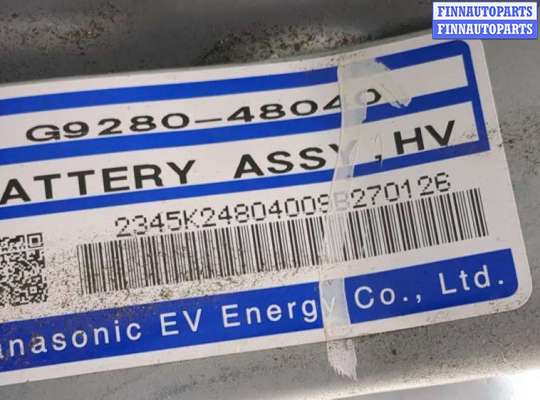 FINNAUTOPARTS
FINNAUTOPARTS
G9280-48040
ATTERY ASSY, HV
2345K24804009B270126
anasonic EV Energy Co., Ltd.